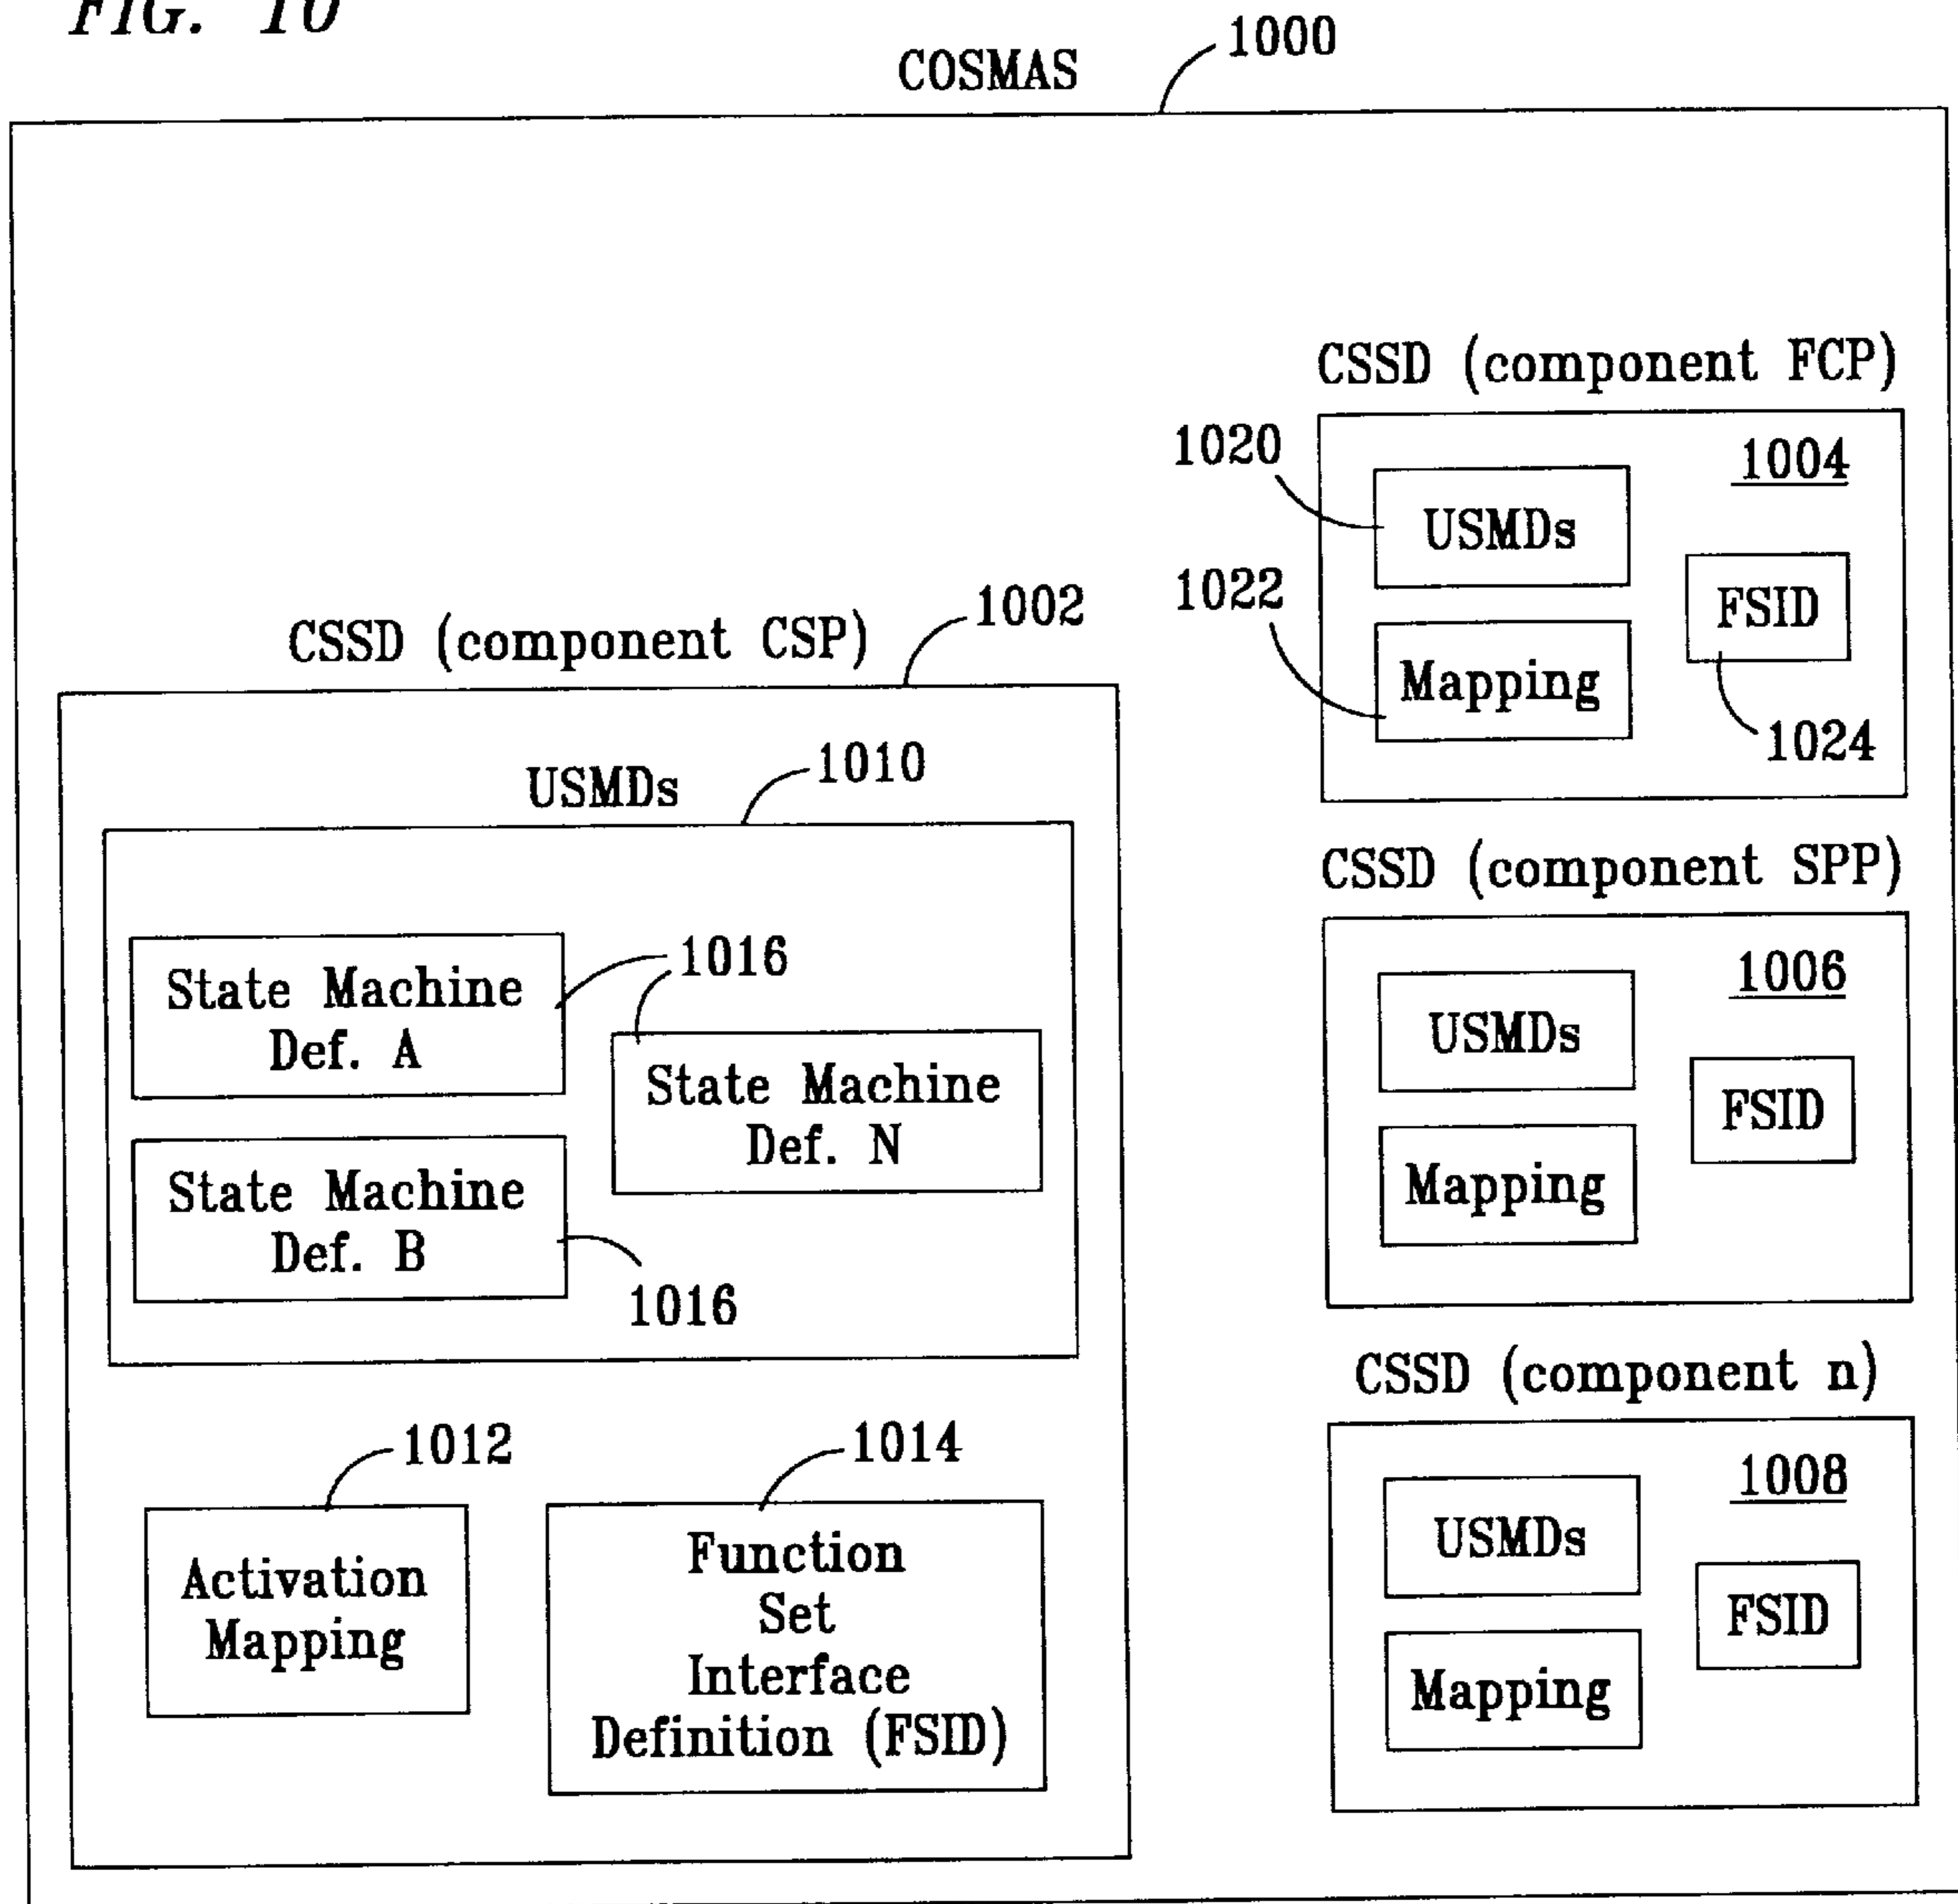 FIG. 10
COSMAS
1000
CSSD (component CSP)
1002
USMDs
1010
State Machine
Def. A
1016
State Machine
Def. N
State Machine
Def. B
1016
1012
Activation
Mapping
1014
Function
Set
Interface
Definition (FSID)
CSSD (component FCP)
1004
1020
USMDs
1022
Mapping
FSID
1024
CSSD (component SPP)
1006
USMDs
FSID
Mapping
CSSD (component n)
1008
USMDs
FSID
Mapping